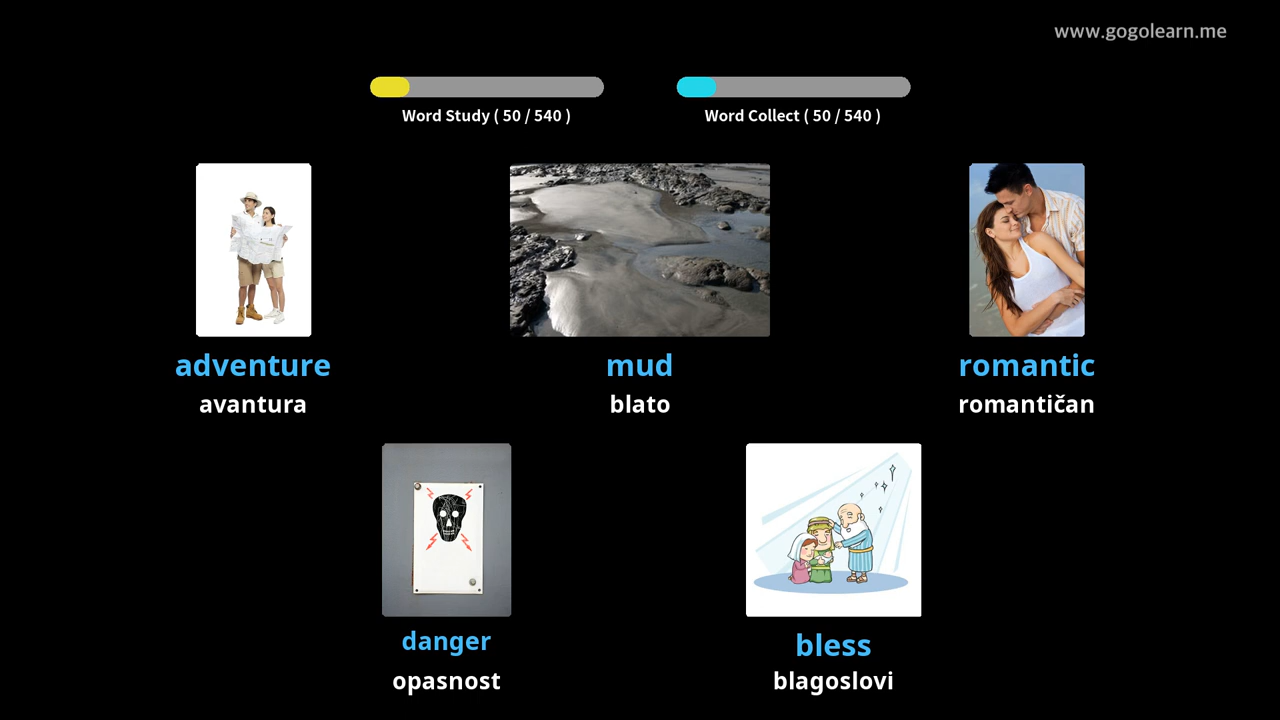 www.gogolearn.me
Word Study ( 50 / 540 )
Word Collect ( 50 / 540 )
adventure
avantura
mud
blato
romantic
romantičan
danger
opasnost
bless
blagoslovi